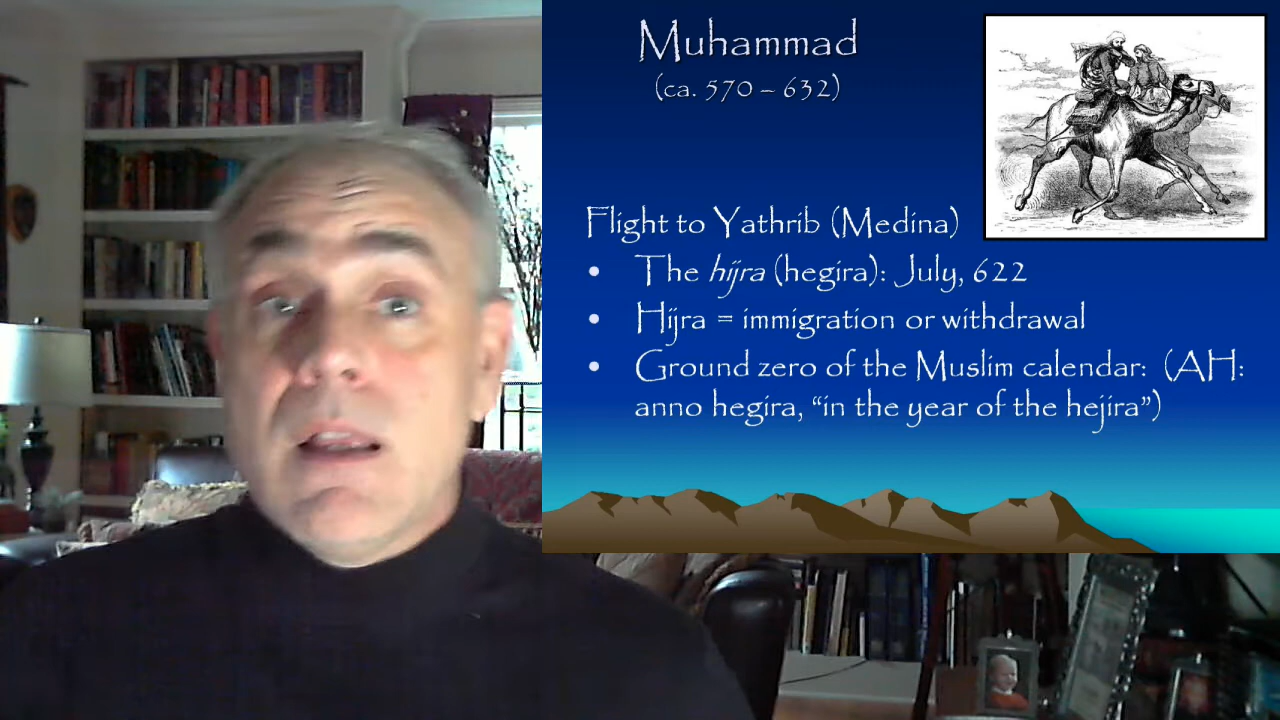 Muhammad
(ca. 570 – 632)
Flight to Yathrib (Medina)
• The hijra (hegira): July, 622
• Hijra = immigration or withdrawal
• Ground zero of the Muslim calendar: (AH:
anno hegira, “in the year of the hejira”)